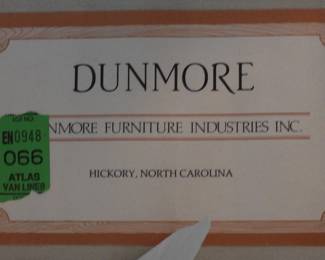 DUNMORE
NMORE FURNITURE INDUSTRIES INC.
HICKORY, NORTH CAROLINA
EN0948
066
ATLAS
VAN LINES